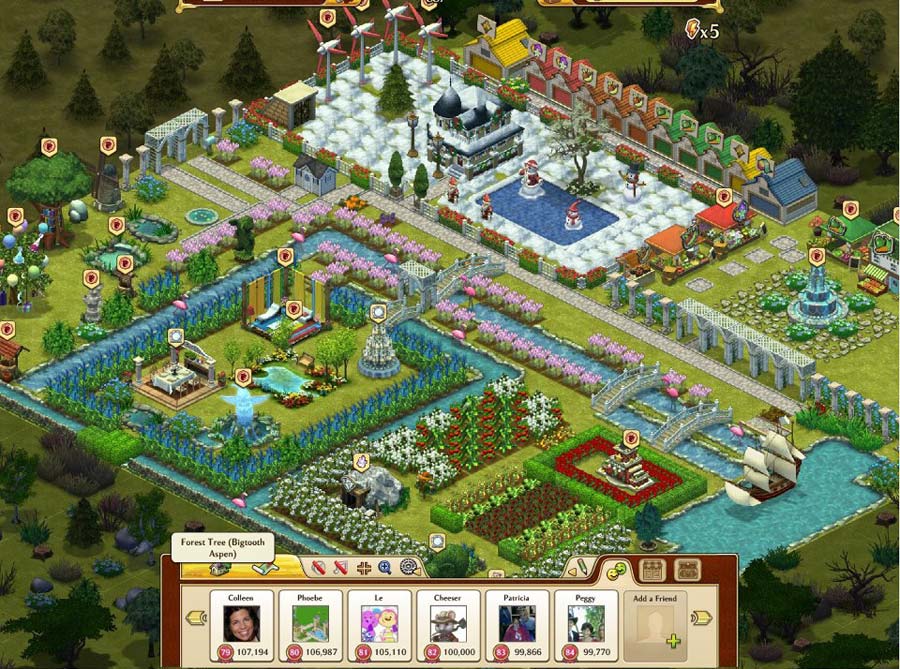 x5
Forest Tree (Bigtooth
Aspen)
Colleen
Phoebe
Le
Cheeser
Patricia
Peggy
Add a Friend
79 107,194
80 106,987
81 105,110
82 100,000
83 99,866
84 99,770